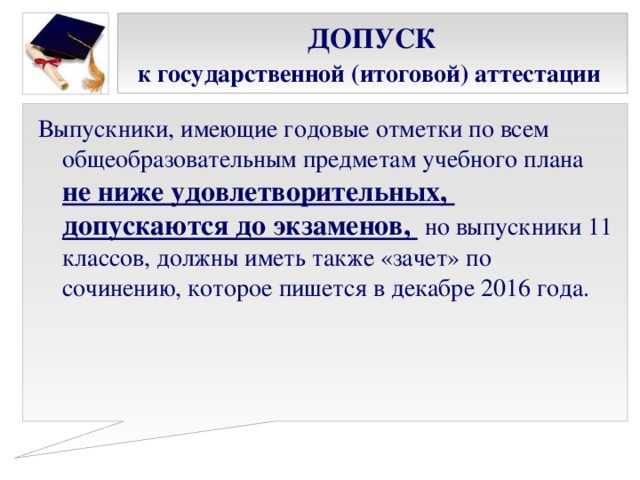 ДОПУСК
к государственной (итоговой) аттестации
Выпускники, имеющие годовые отметки по всем
общеобразовательным предметам учебного плана
не ниже удовлетворительных,
допускаются до экзаменов, но выпускники 11
классов, должны иметь также «зачет» по
сочинению, которое пишется в декабре 2016 года.